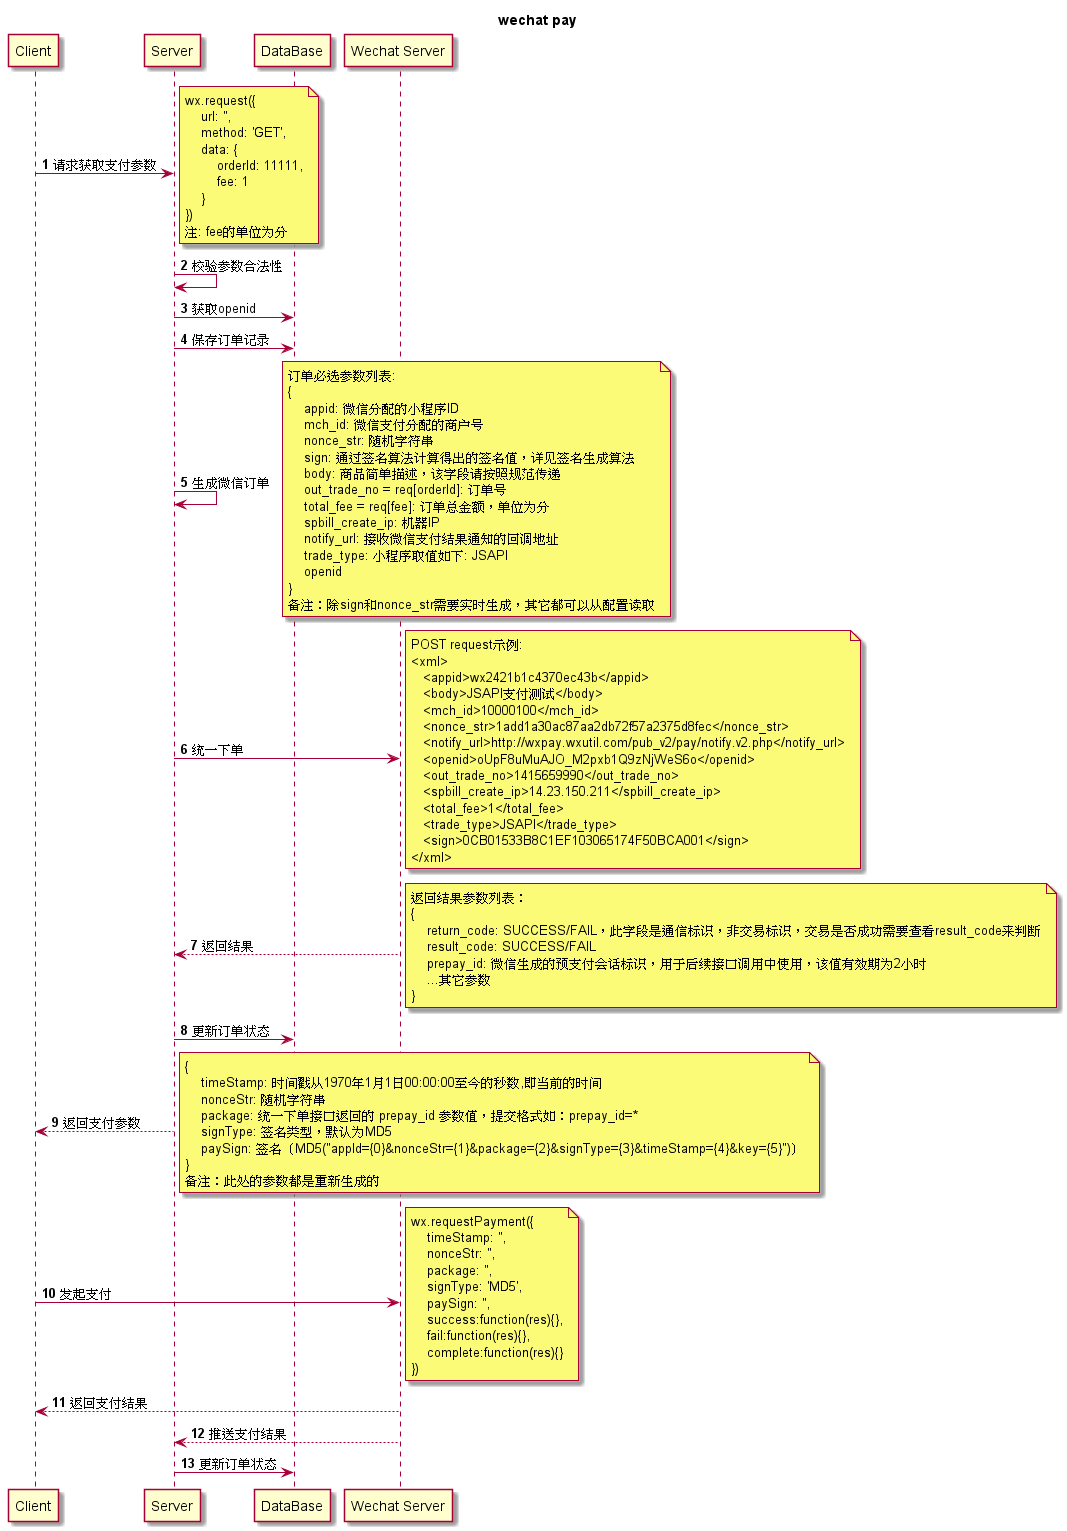 wechat pay
Client
Server
DataBase
Wechat Server
wx.request({
url: '',
method: 'GET',
data: {
orderId: 11111,
fee: 1
}
})
注: fee的单位为分
1 请求获取支付参数
2 校验参数合法性
3 获取openid
4 保存订单记录
订单必选参数列表:
{
appid: 微信分配的小程序ID
mch_id: 微信支付分配的商户号
nonce_str: 随机字符串
sign: 通过签名算法计算得出的签名值，详见签名生成算法
body: 商品简单描述，该字段请按照规范传递
out_trade_no = req[orderId]: 订单号
total_fee = req[fee]: 订单总金额，单位为分
spbill_create_ip: 机器IP
notify_url: 接收微信支付结果通知的回调地址
trade_type: 小程序取值如下: JSAPI
openid
}
备注：除sign和nonce_str需要实时生成，其它都可以从配置读取
5 生成微信订单
POST request示例:
<xml>
<appid>wx2421b1c4370ec43b</appid>
<body>JSAPI支付测试</body>
<mch_id>10000100</mch_id>
<nonce_str>1add1a30ac87aa2db72f57a2375d8fec</nonce_str>
<notify_url>http://wxpay.wxutil.com/pub_v2/pay/notify.v2.php</notify_url>
<openid>oUpF8uMuAJO_M2pxb1Q9zNjWeS6o</openid>
<out_trade_no>1415659990</out_trade_no>
<spbill_create_ip>14.23.150.211</spbill_create_ip>
<total_fee>1</total_fee>
<trade_type>JSAPI</trade_type>
<sign>0CB01533B8C1EF103065174F50BCA001</sign>
</xml>
6 统一下单
返回结果参数列表：
{
return_code: SUCCESS/FAIL，此字段是通信标识，非交易标识，交易是否成功需要查看result_code来判断
result_code: SUCCESS/FAIL
prepay_id: 微信生成的预支付会话标识，用于后续接口调用中使用，该值有效期为2小时
...其它参数
}
7 返回结果
8 更新订单状态
{
timeStamp: 时间戳从1970年1月1日00:00:00至今的秒数,即当前的时间
nonceStr: 随机字符串
package: 统一下单接口返回的 prepay_id 参数值，提交格式如：prepay_id=*
signType: 签名类型，默认为MD5
paySign: 签名（MD5("appId={0}&nonceStr={1}&package={2}&signType={3}&timeStamp={4}&key={5}")）
}
备注：此处的参数都是重新生成的
9 返回支付参数
wx.requestPayment({
timeStamp: '',
nonceStr: '',
package: '',
signType: 'MD5',
paySign: '',
success:function(res){},
fail:function(res){},
complete:function(res){}
})
10 发起支付
11 返回支付结果
12 推送支付结果
13 更新订单状态
Client
Server
DataBase
Wechat Server